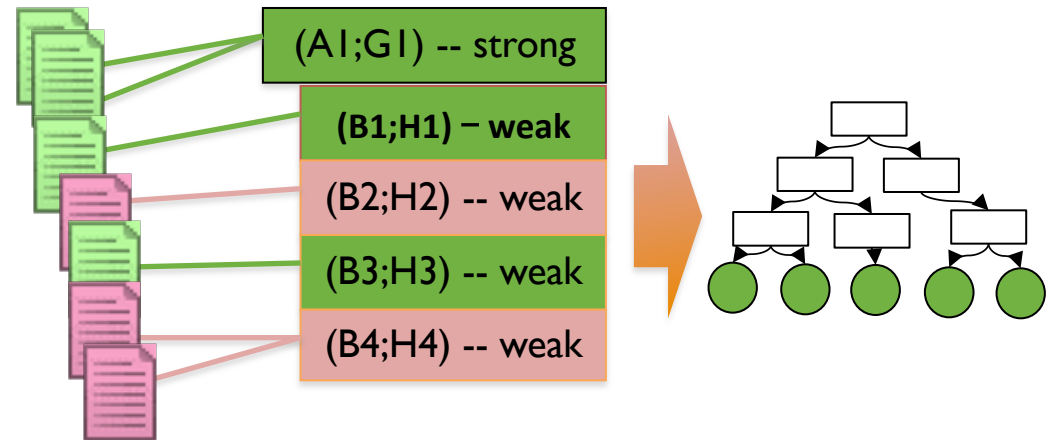 (A1;G1) -- strong
(B1;H1) – weak
(B2;H2) -- weak
(B3;H3) -- weak
(B4;H4) -- weak